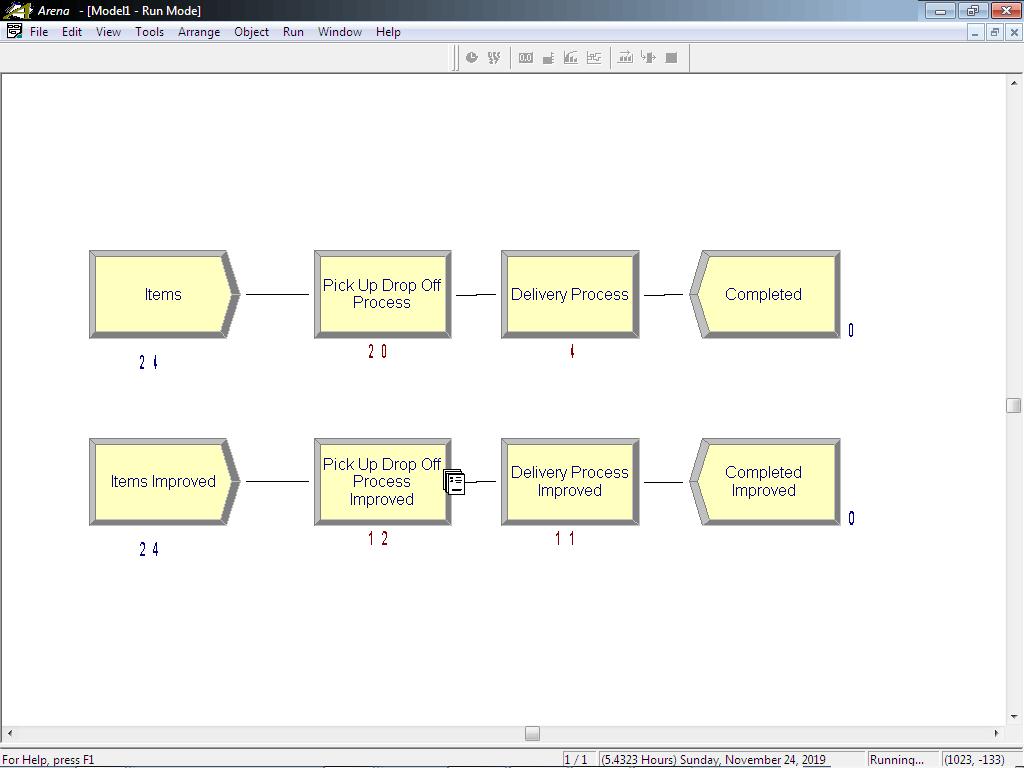 Arena - [Model1 - Run Mode]
File Edit View Tools Arrange Object Run Window Help
Items
Pick Up Drop Off
Process
Delivery Process
Completed
0
24
20
4
Items Improved
Pick Up Drop Off
Process
Improved
Delivery Process
Improved
Completed
Improved
0
24
12
11
For Help, press F1
1 / 1
(5.4323 Hours) Sunday, November 24, 2019
Running...
(1023, -133)